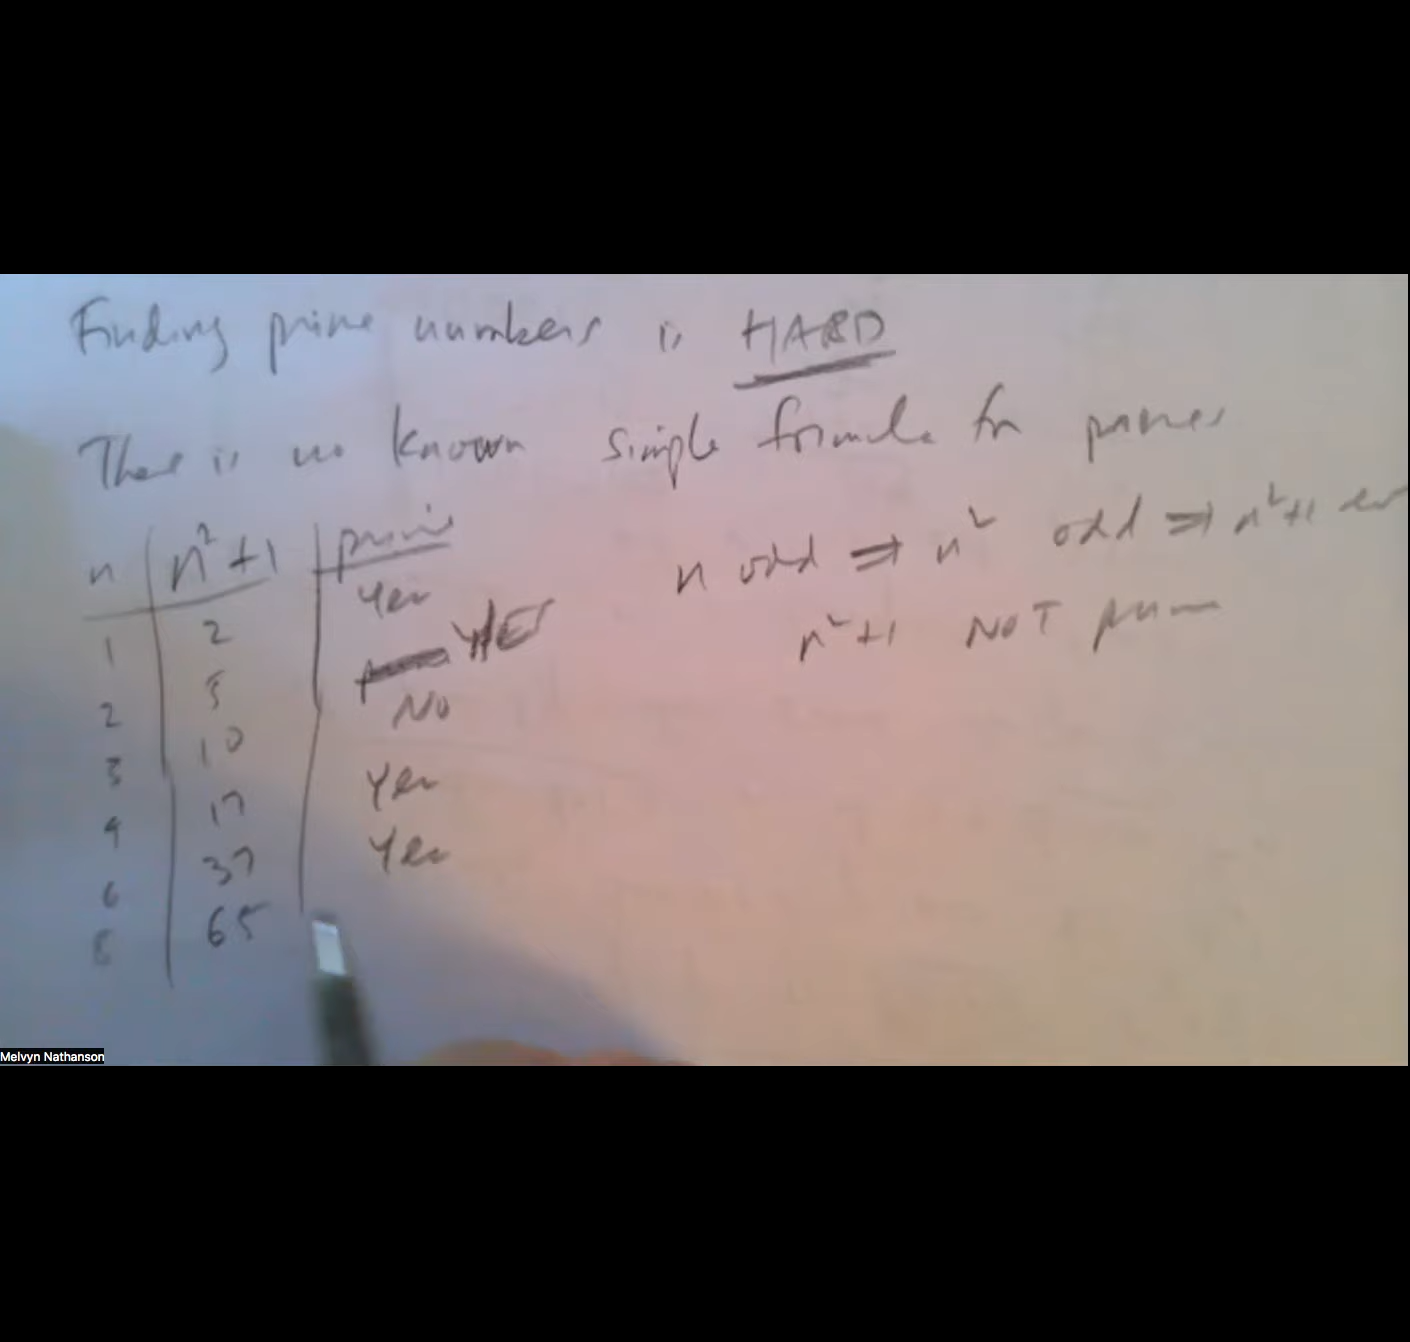 Finding prime numbers is HARD
There is no known simple formula for primes
n n²+1 prime
1 2 Yes
2 5 YES
3 10 No
4 17 Yes
6 37 Yes
8 65
n odd ⇒ n² odd ⇒ n²+1 ev
n²+1 NOT prime
Melvyn Nathanson